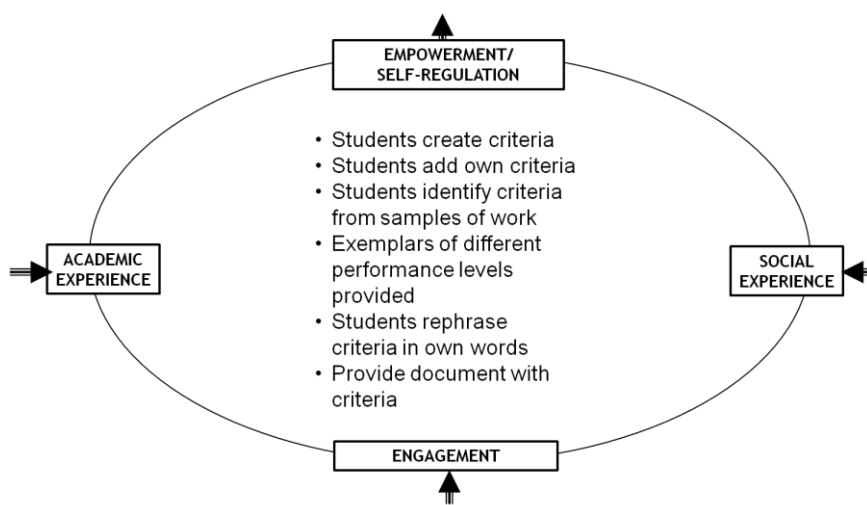 EMPOWERMENT/
SELF-REGULATION
• Students create criteria
• Students add own criteria
• Students identify criteria
from samples of work
• Exemplars of different
performance levels
provided
• Students rephrase
criteria in own words
• Provide document with
criteria
ACADEMIC
EXPERIENCE
SOCIAL
EXPERIENCE
ENGAGEMENT